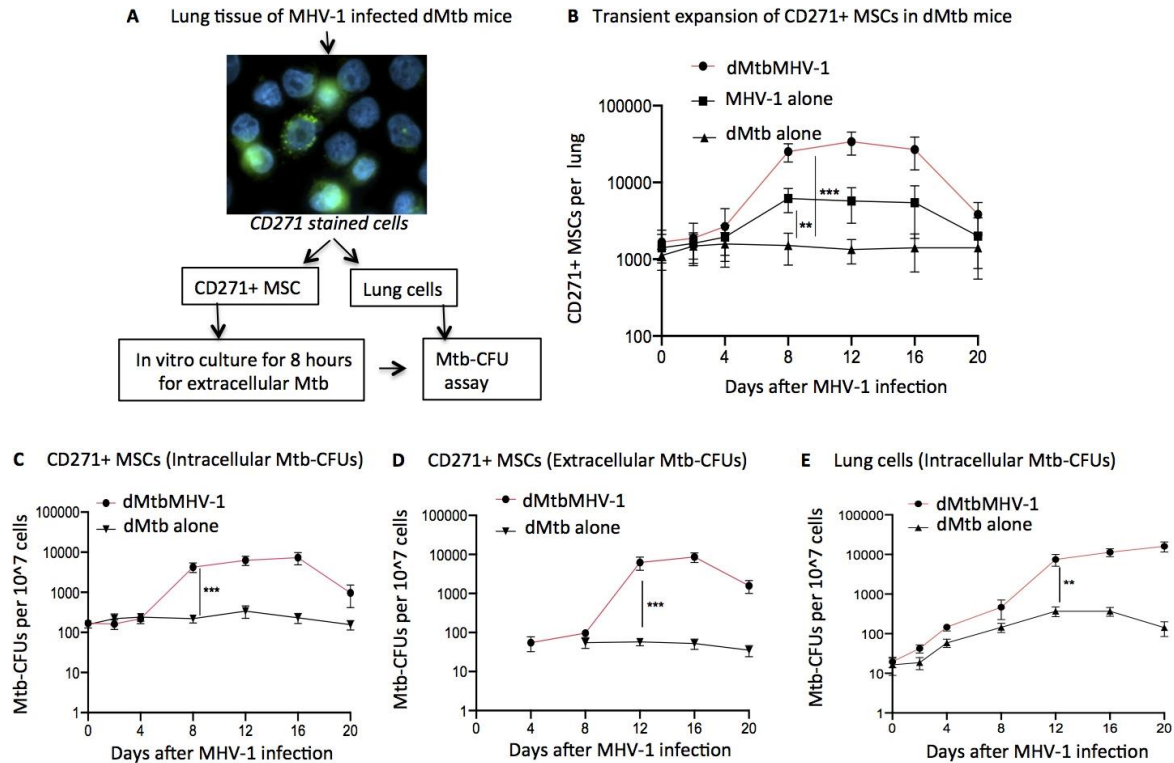 A Lung tissue of MHV-1 infected dMtb mice
CD271 stained cells
CD271+ MSC
Lung cells
In vitro culture for 8 hours
for extracellular Mtb
Mtb-CFU
assay
B Transient expansion of CD271+ MSCs in dMtb mice
dMtbMHV-1
MHV-1 alone
dMtb alone
CD271+ MSCs per lung
100000
10000
1000
100
***
**
0 4 8 12 16 20
Days after MHV-1 infection
C CD271+ MSCs (Intracellular Mtb-CFUs)
dMtbMHV-1
dMtb alone
Mtb-CFUs per 10^7 cells
100000
10000
1000
100
10
1
***
0 4 8 12 16 20
Days after MHV-1 infection
D CD271+ MSCs (Extracellular Mtb-CFUs)
dMtbMHV-1
dMtb alone
Mtb-CFUs per 10^7 cells
100000
10000
1000
100
10
1
***
0 4 8 12 16 20
Days after MHV-1 infection
E Lung cells (Intracellular Mtb-CFUs)
dMtbMHV-1
dMtb alone
Mtb-CFUs per 10^7 cells
100000
10000
1000
100
10
1
**
0 4 8 12 16 20
Days after MHV-1 infection